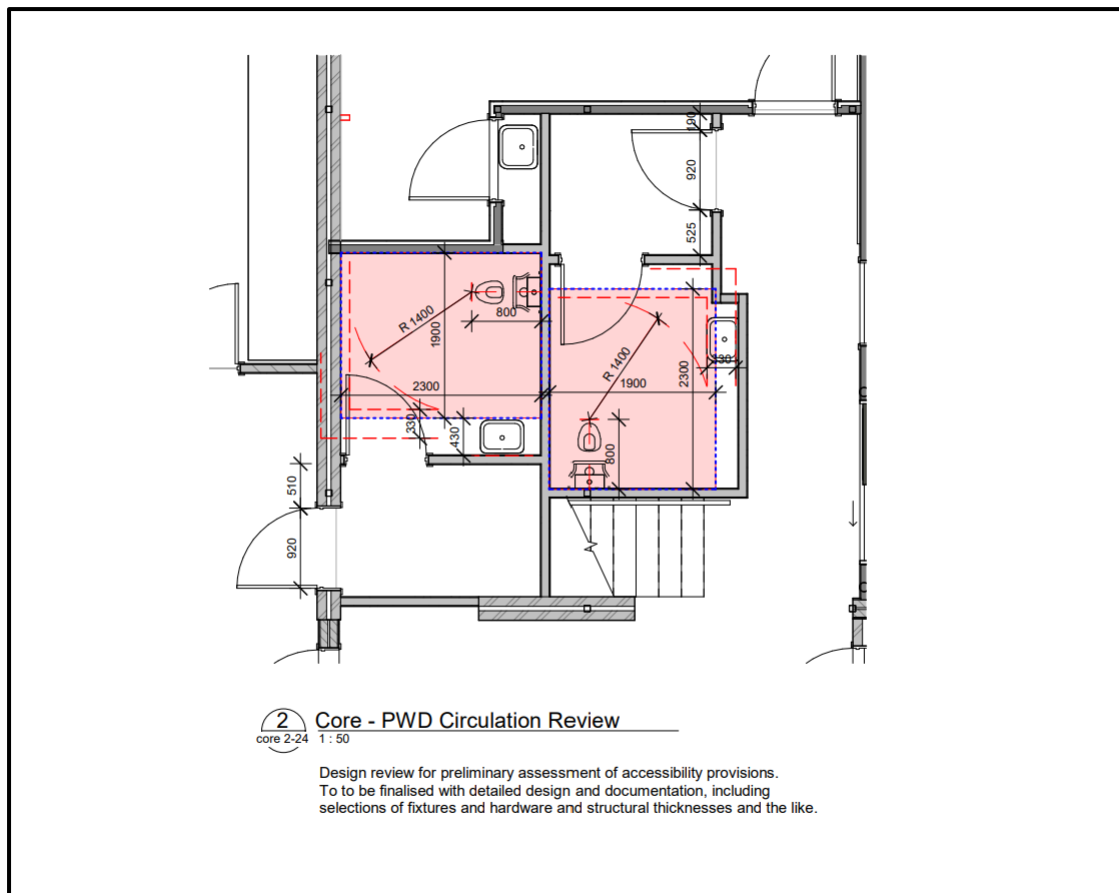 190
920
525
R 1400
1900
800
2300
330
430
R 1400
2300
1900
130
800
510
920
2 Core - PWD Circulation Review
core 2-24 1 : 50
Design review for preliminary assessment of accessibility provisions.
To to be finalised with detailed design and documentation, including
selections of fixtures and hardware and structural thicknesses and the like.